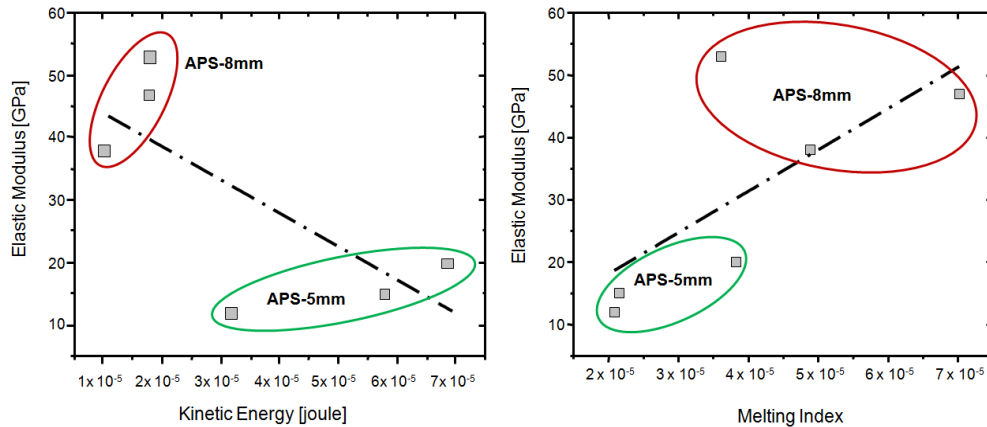 60
50
40
30
20
10
Elastic Modulus [GPa]
APS-8mm
APS-5mm
1x10⁻⁵ 2x10⁻⁵ 3x10⁻⁵ 4x10⁻⁵ 5x10⁻⁵ 6x10⁻⁵ 7x10⁻⁵
Kinetic Energy [joule]
60
50
40
30
20
10
Elastic Modulus [GPa]
APS-8mm
APS-5mm
2x10⁻⁵ 3x10⁻⁵ 4x10⁻⁵ 5x10⁻⁵ 6x10⁻⁵ 7x10⁻⁵
Melting Index